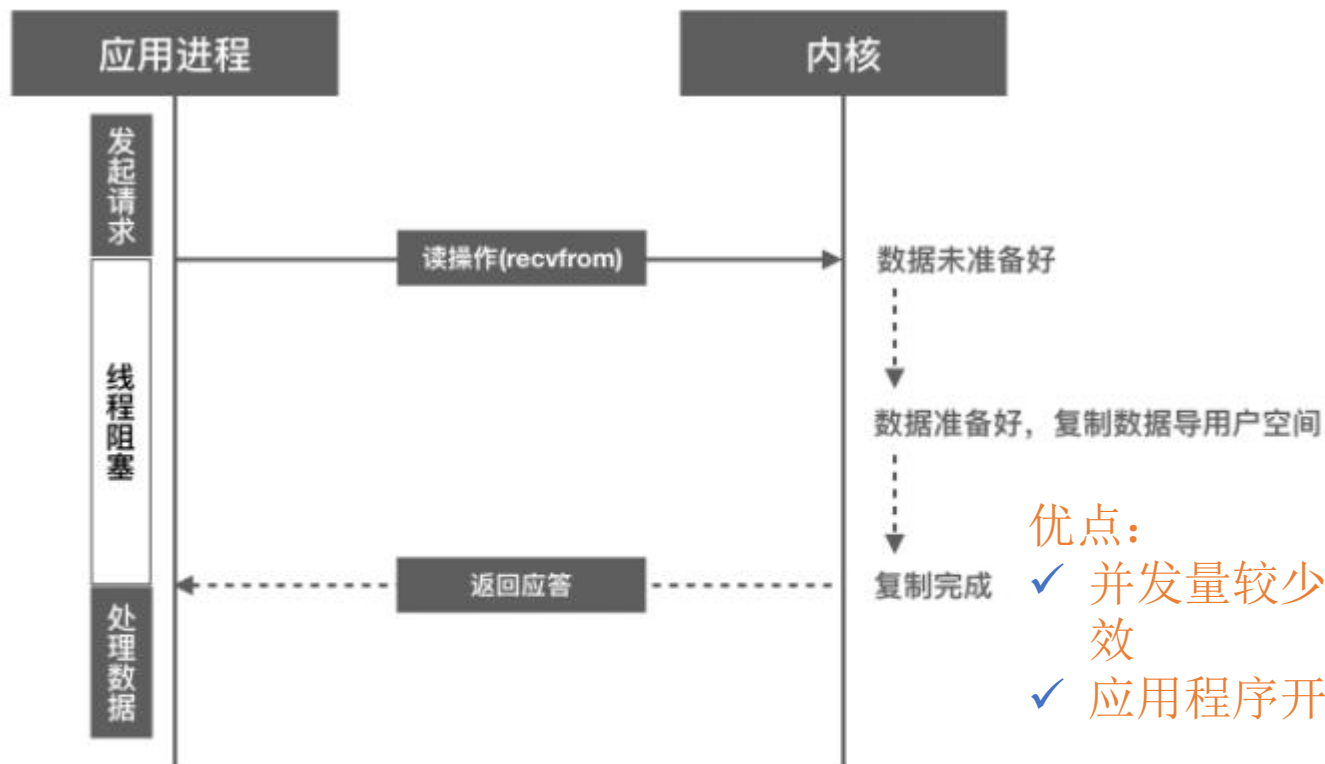 应用进程
内核
发起请求
读操作(recvfrom)
数据未准备好
线程阻塞
数据准备好，复制数据导用户空间
返回应答
复制完成
处理数据
优点：
✓ 并发量较少
效
✓ 应用程序开